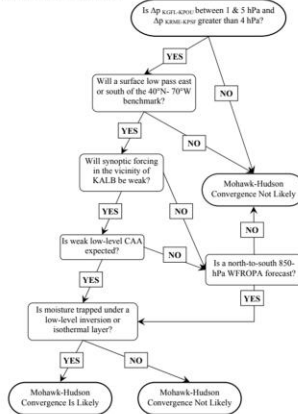 Is Δp KGFL-KPOU between 1 & 5 hPa and
Δp KRME-KPSF greater than 4 hPa?
YES
NO
Will a surface low pass east
or south of the 40°N- 70°W
benchmark?
YES
NO
Will synoptic forcing
in the vicinity of
KALB be weak?
Mohawk-Hudson
Convergence Not Likely
YES
NO
NO
Is weak low-level CAA
expected?
NO
Is a north-to-south 850-
hPa WFROPA forecast?
YES
YES
Is moisture trapped under a
low-level inversion or
isothermal layer?
YES
NO
Mohawk-Hudson
Convergence Is Likely
Mohawk-Hudson
Convergence Not Likely